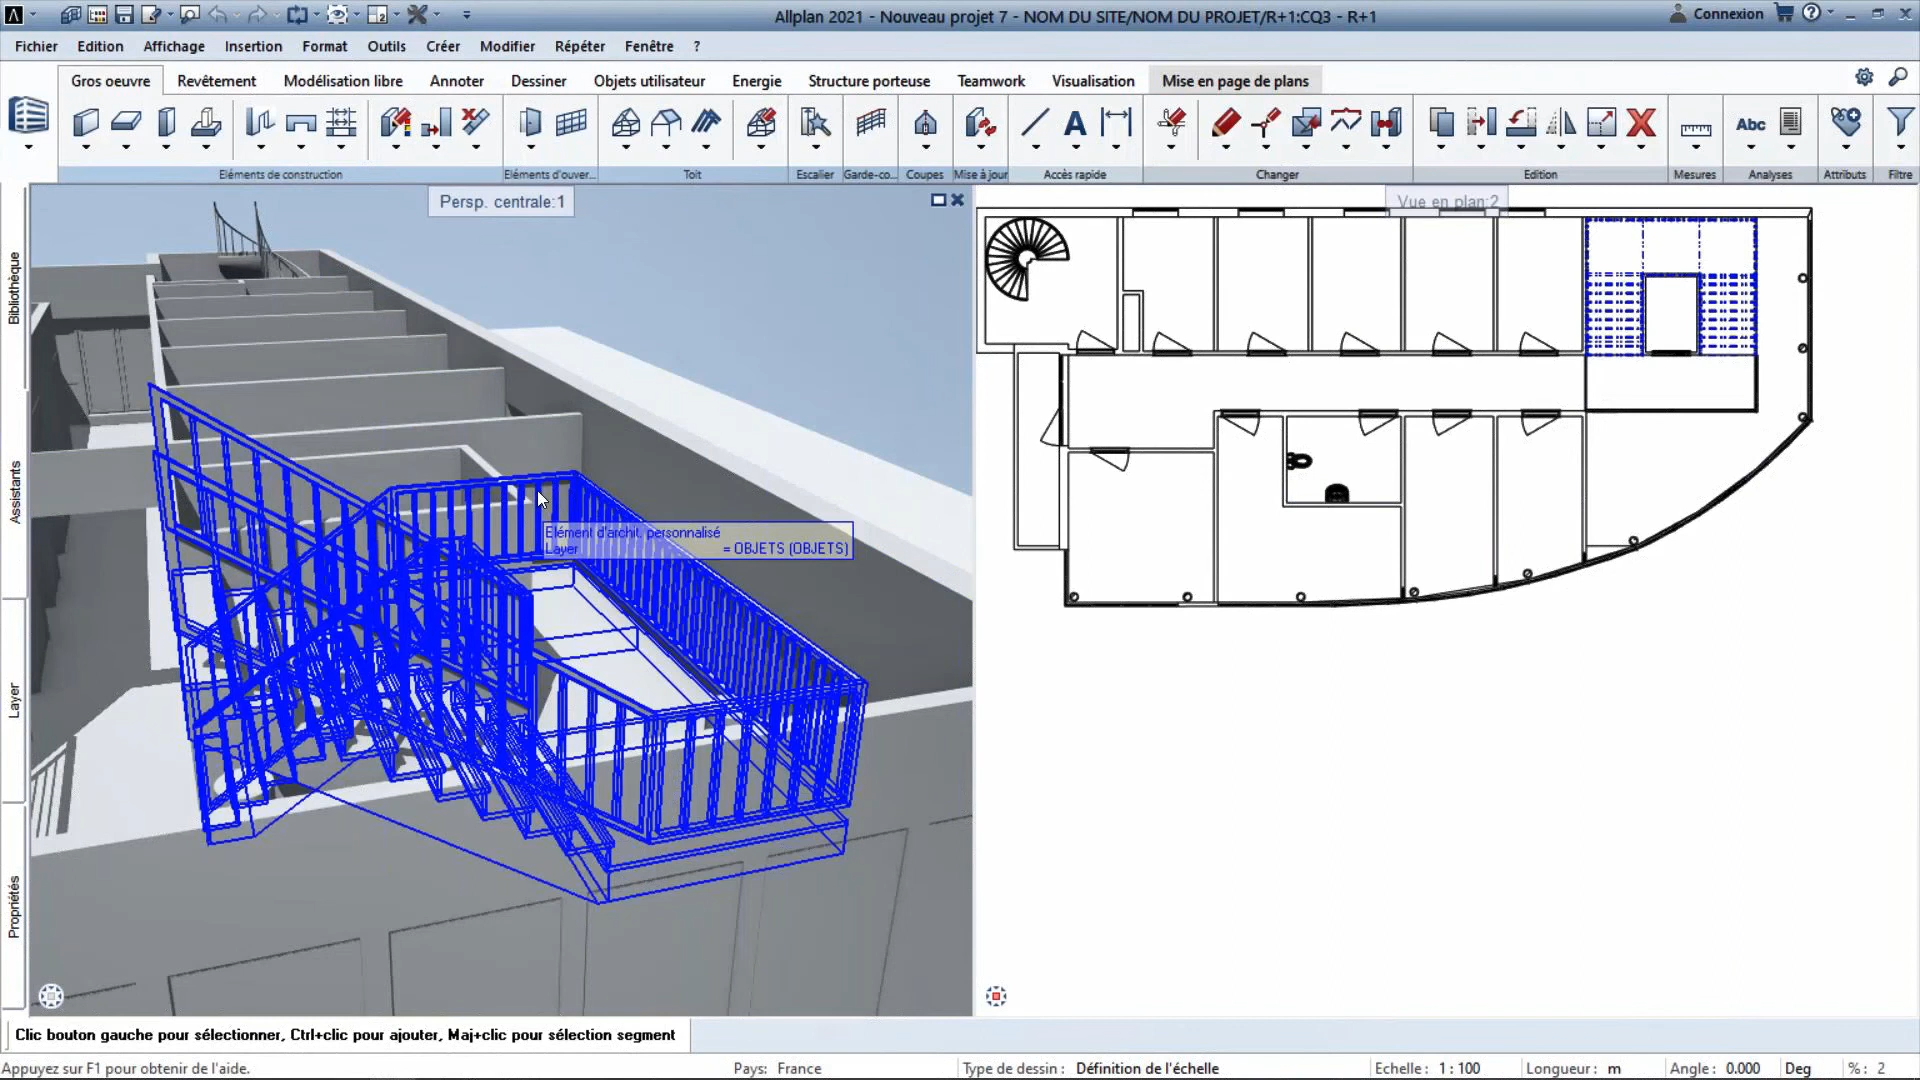 Allplan 2021 - Nouveau projet 7 - NOM DU SITE/NOM DU PROJET/R+1:CQ3 - R+1
Connexion
Fichier Edition Affichage Insertion Format Outils Créer Modifier Répéter Fenêtre ?
Gros oeuvre Revêtement Modélisation libre Annoter Dessiner Objets utilisateur Energie Structure porteuse Teamwork Visualisation Mise en page de plans
Abc
Eléments de construction Eléments d'ouver... Toit Escalier Garde-co... Coupes Mise à jour Accès rapide Changer Edition Mesures Analyses Attributs Filtre
Persp. centrale:1
Vue en plan:2
Bibliothèque
Assistants
Layer
Propriétés
Elément d'archit. personnalisé
Layer = OBJETS (OBJETS)
Clic bouton gauche pour sélectionner, Ctrl+clic pour ajouter, Maj+clic pour sélection segment
Appuyez sur F1 pour obtenir de l'aide. Pays: France Type de dessin: Définition de l'échelle Echelle: 1:100 Longueur: m Angle: 0.000 Deg %: 2